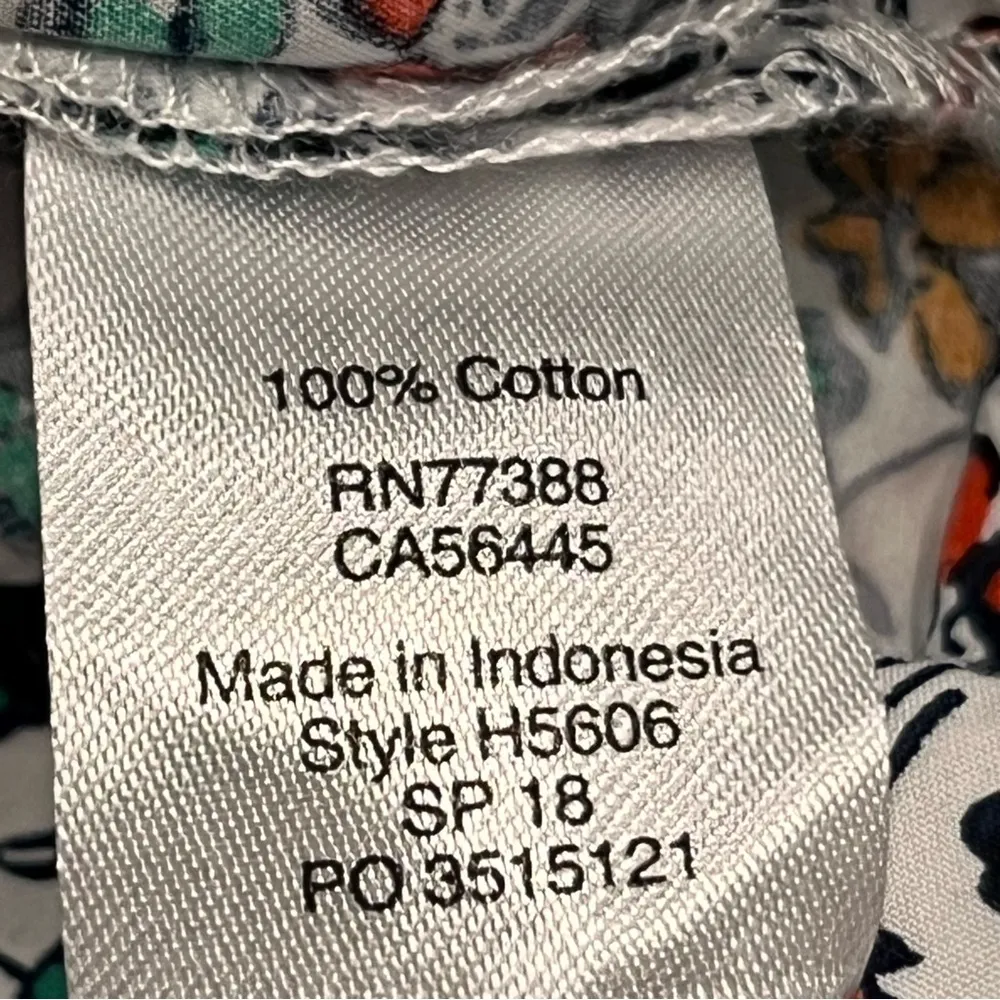 100% Cotton
RN77388
CA56445
Made in Indonesia
Style H5606
SP 18
PO 3515121